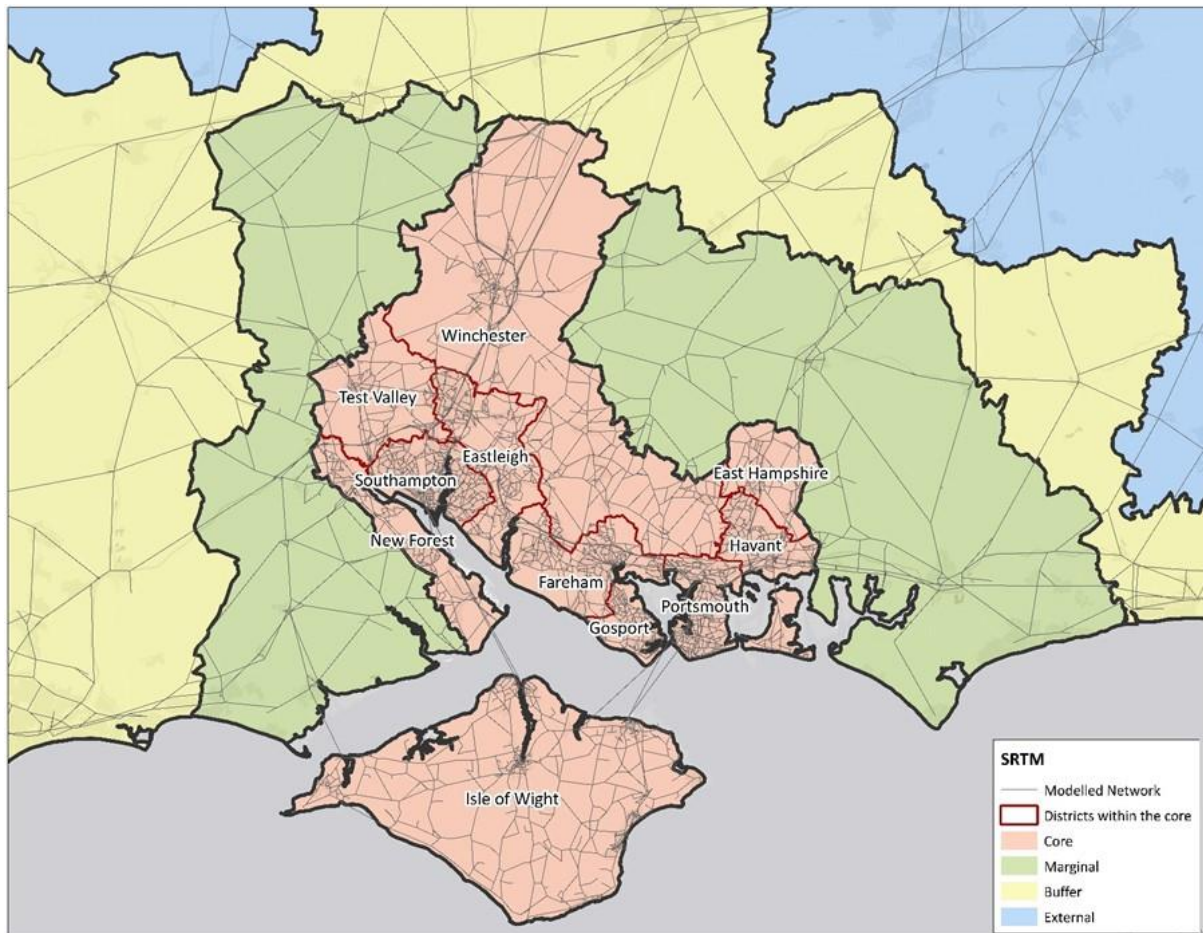 Winchester
Test Valley
Eastleigh
East Hampshire
Southampton
New Forest
Havant
Fareham
Portsmouth
Gosport
Isle of Wight
SRTM
Modelled Network
Districts within the core
Core
Marginal
Buffer
External